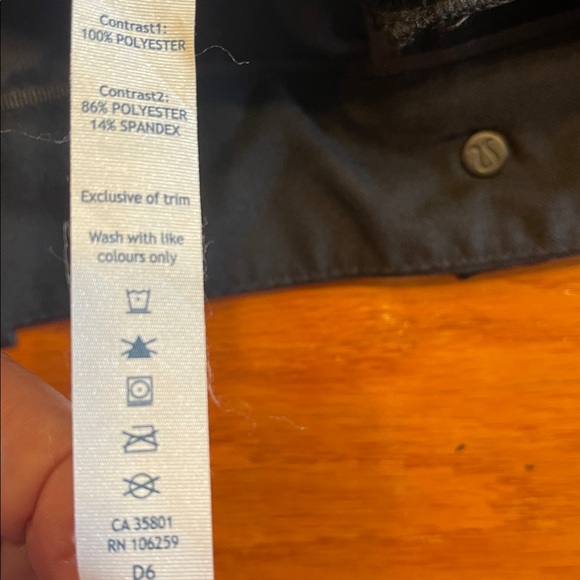 Contrast1:
100% POLYESTER
Contrast2:
86% POLYESTER
14% SPANDEX
Exclusive of trim
Wash with like
colours only
CA 35801
RN 106259
D6